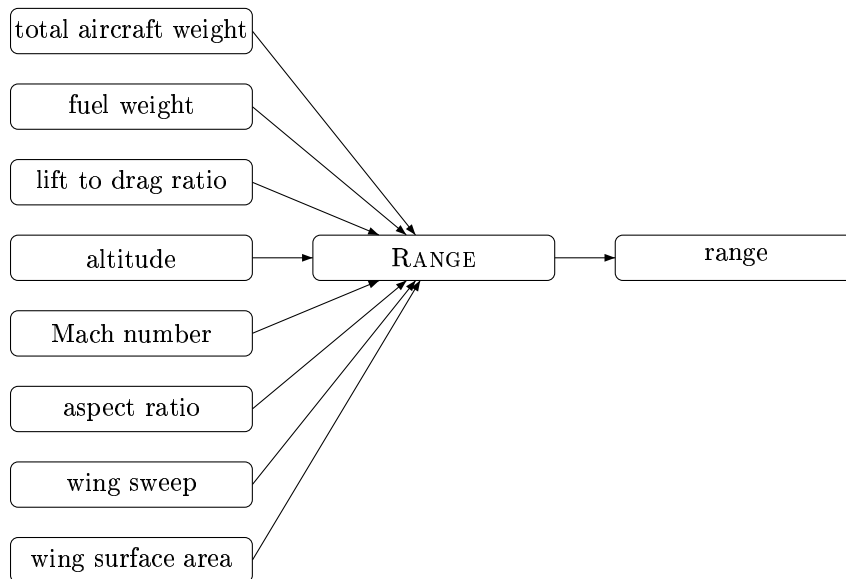 total aircraft weight
fuel weight
lift to drag ratio
altitude
RANGE
range
Mach number
aspect ratio
wing sweep
wing surface area